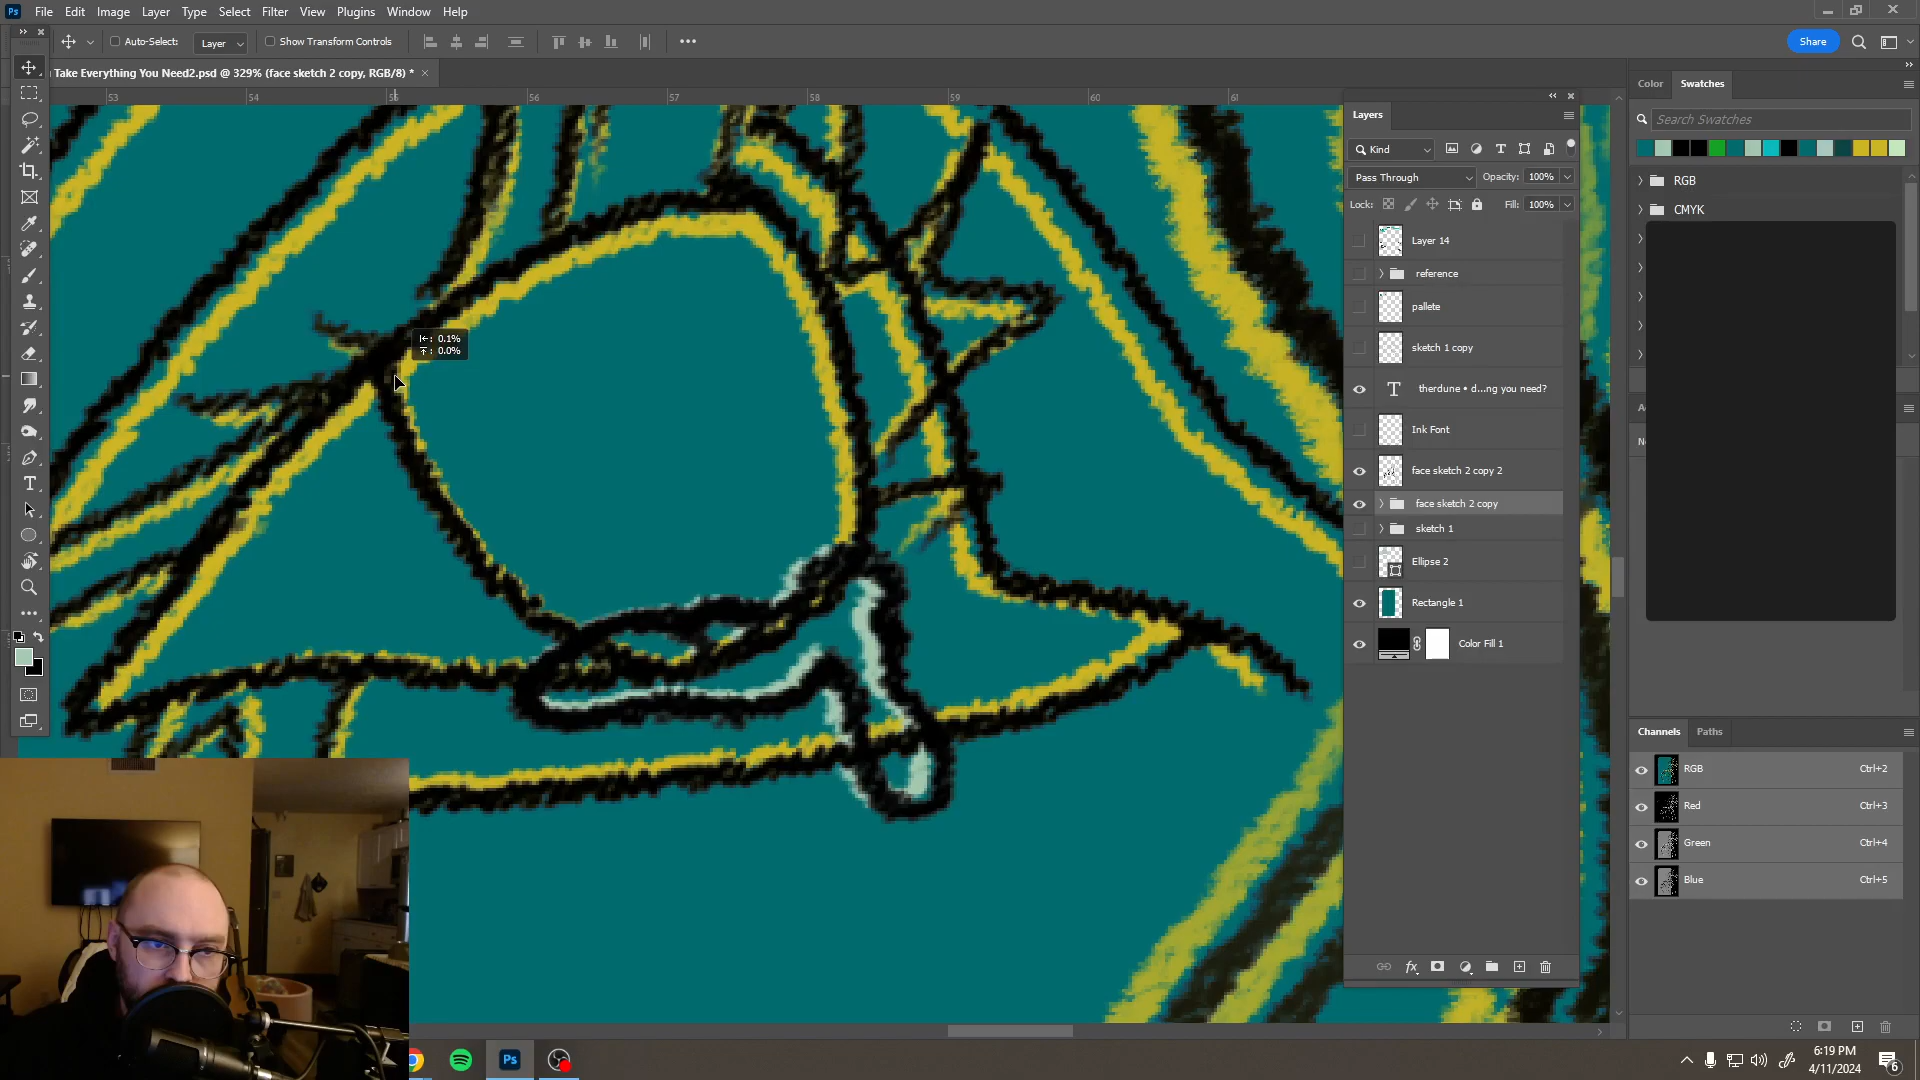 Ps File Edit Image Layer Type Select Filter View Plugins Window Help
Auto-Select: Layer Show Transform Controls ••• Share
Take Everything You Need2.psd @ 329% (face sketch 2 copy, RGB/8) * ×
53 54 55 56 57 58 59 60 61
0.1%
0.0%
Layers
Kind
Pass Through Opacity: 100%
Lock: Fill: 100%
Layer 14
reference
pallete
sketch 1 copy
T therdune • d...ng you need?
Ink Font
face sketch 2 copy 2
face sketch 2 copy
sketch 1
Ellipse 2
Rectangle 1
Color Fill 1
fx
Color Swatches
Search Swatches
RGB
CMYK
Channels Paths
RGB Ctrl+2
Red Ctrl+3
Green Ctrl+4
Blue Ctrl+5
Ps
6:19 PM
4/11/2024
6